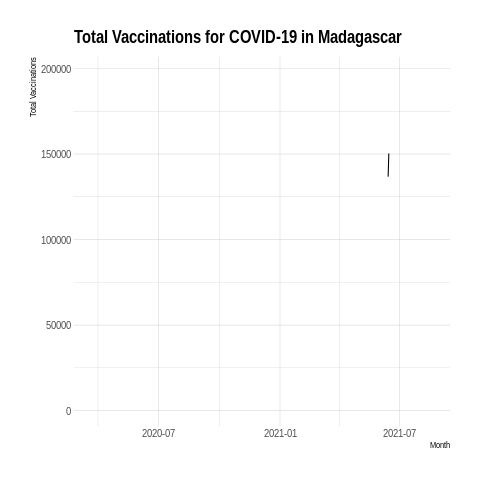 Total Vaccinations for COVID-19 in Madagascar
Total Vaccinations
200000
150000
100000
50000
0
2020-07 2021-01 2021-07
Month